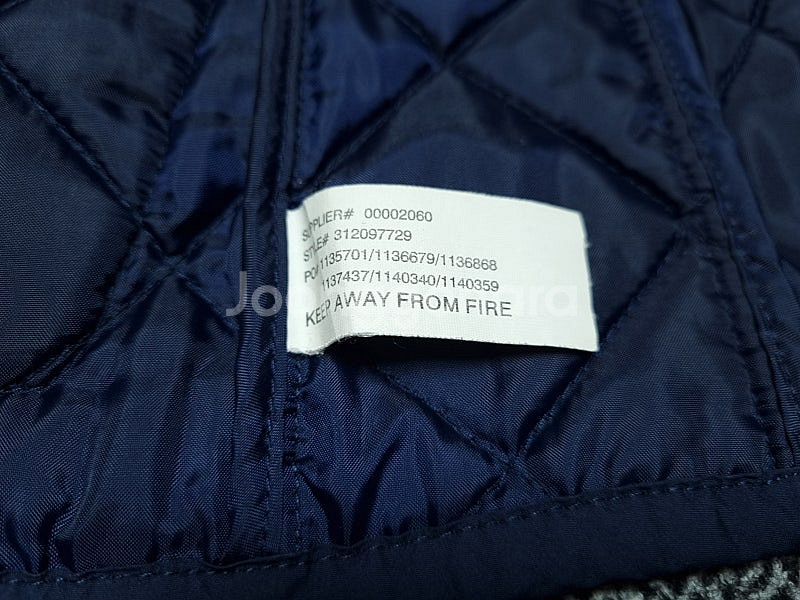 SUPPLIER# 00002060
STYLE# 312097729
PO# 1135701/1136679/1136868
1137437/1140340/1140359
KEEP AWAY FROM FIRE